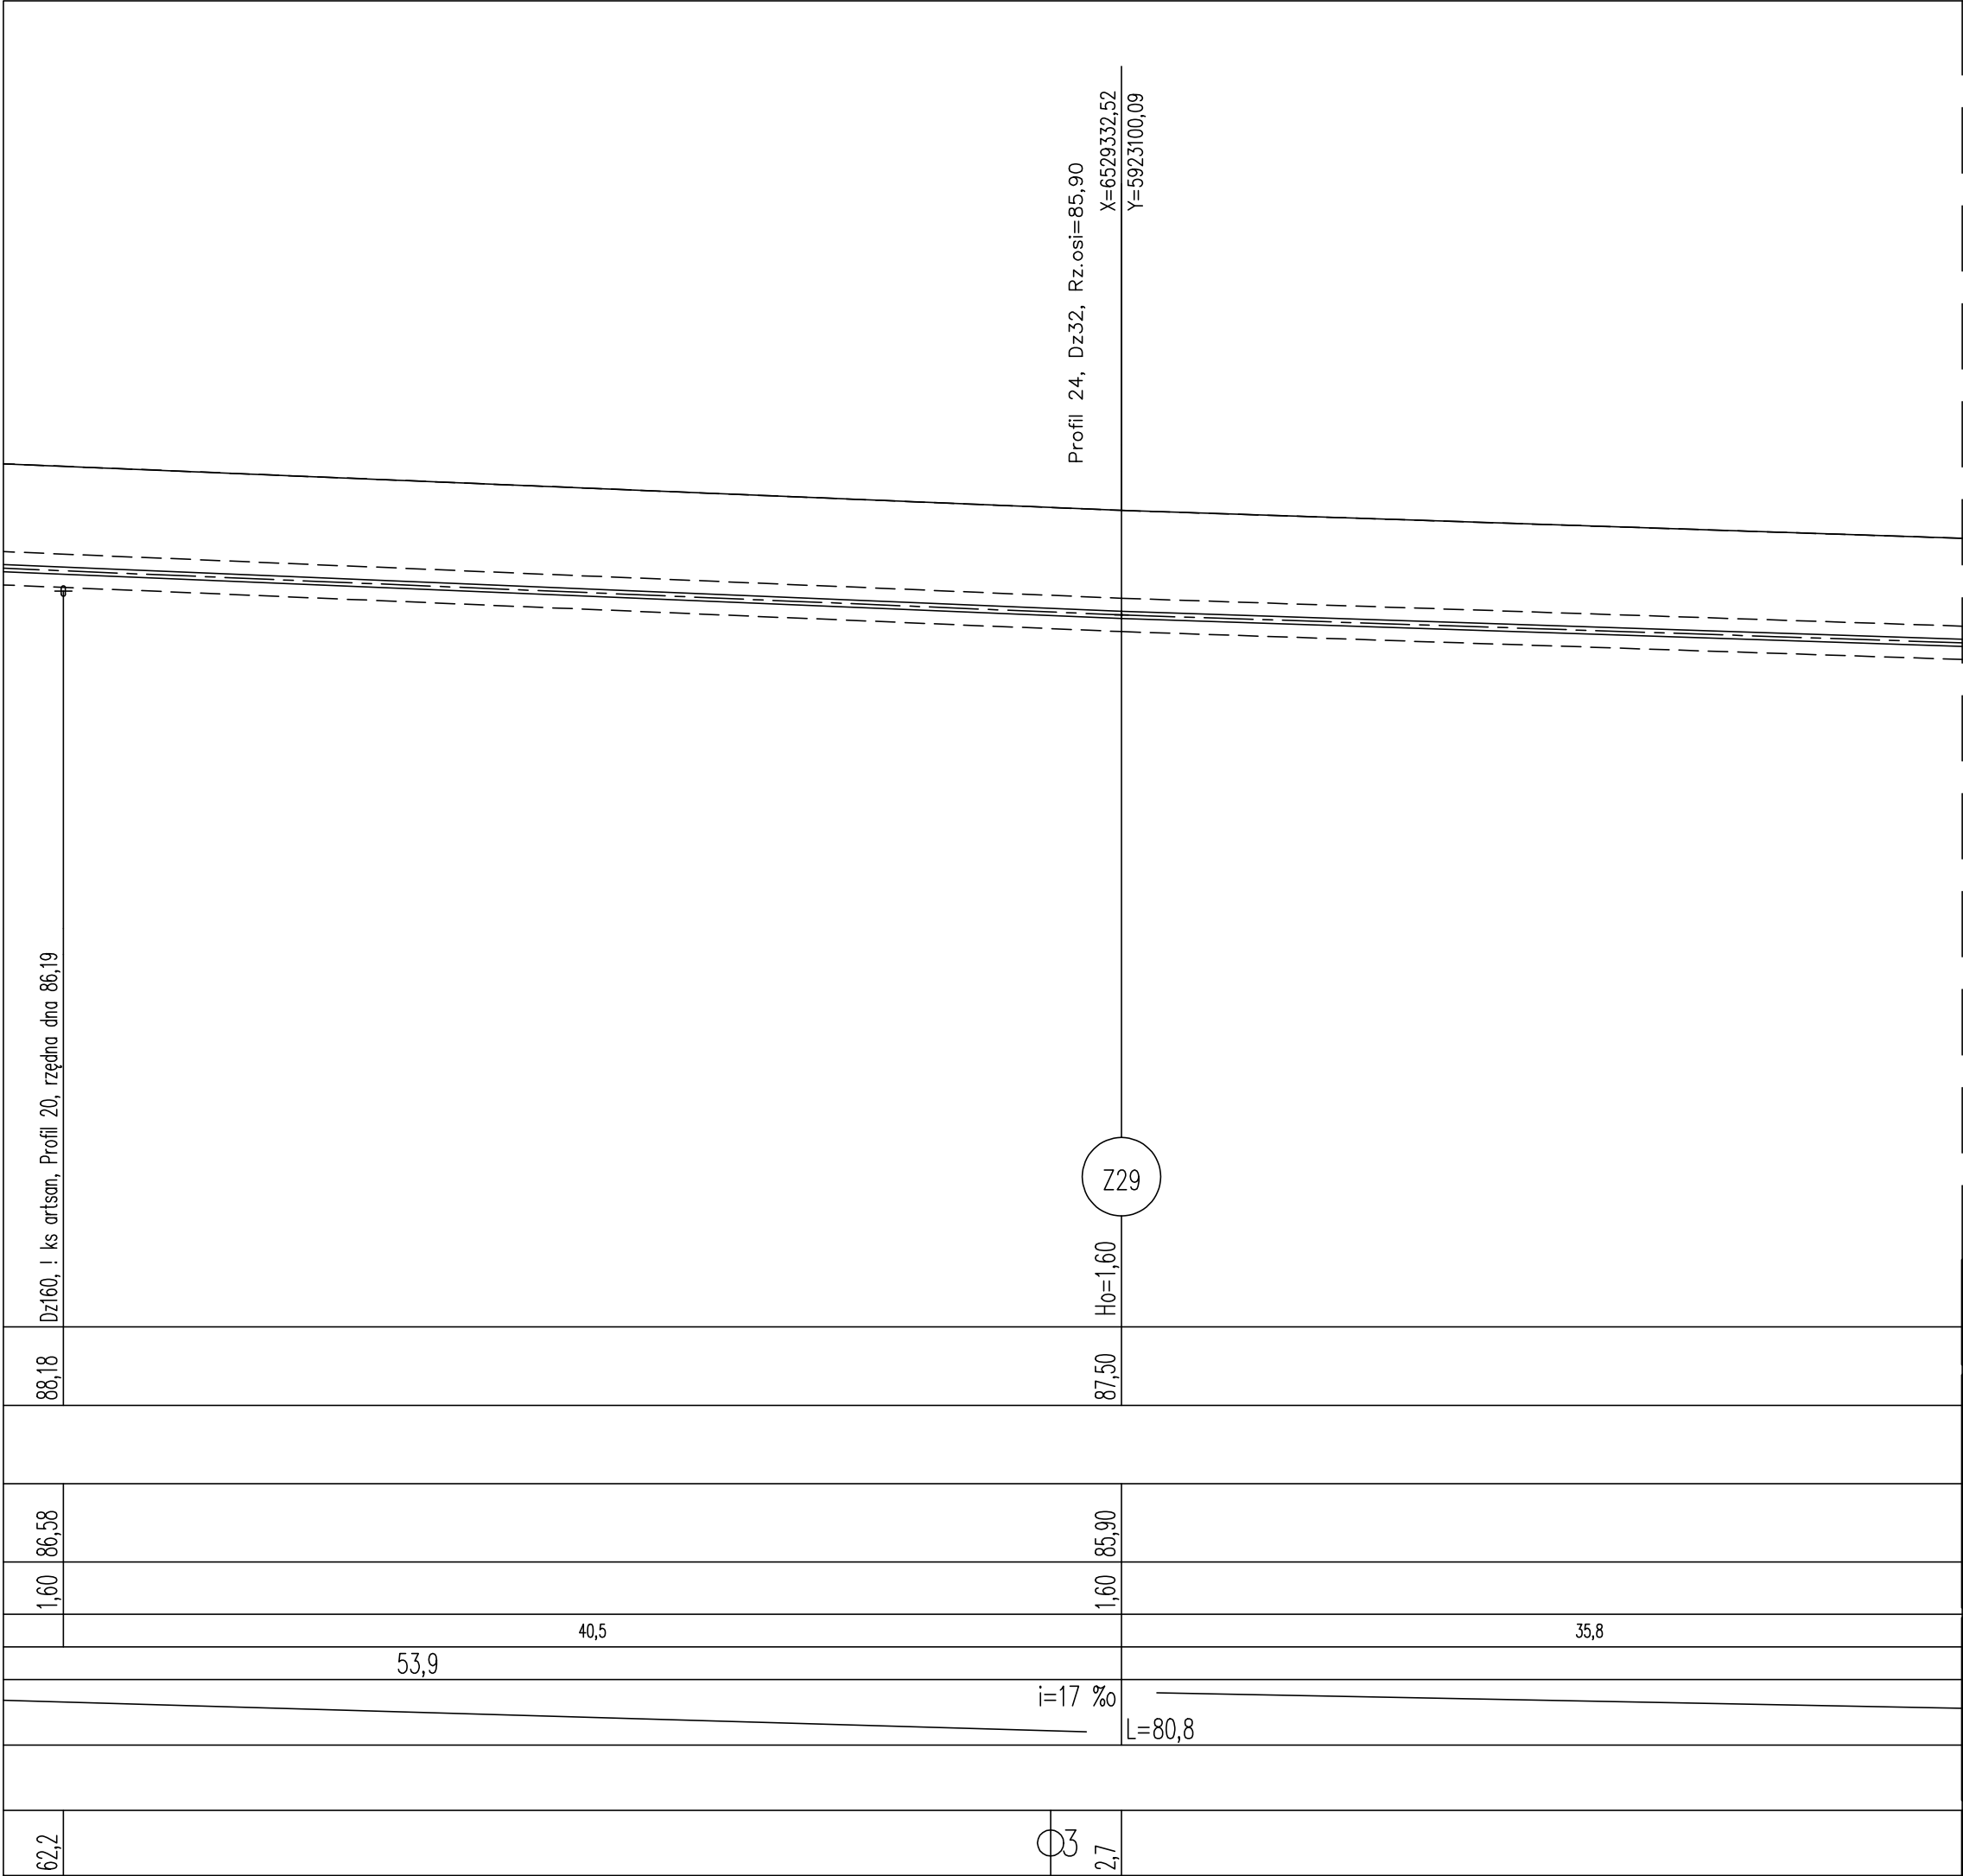 X=6529332,52
Y=5923100,09
Profil 24, Dz32, Rz.osi=85,90
Dz160, ! ks artsan, Profil 20, rzędna dna 86,19
Z29
Ho=1,60
88,18
87,50
86,58
85,90
1,60
1,60
40,5
35,8
53,9
i=17 ‰
L=80,8
62,2
3
2,7